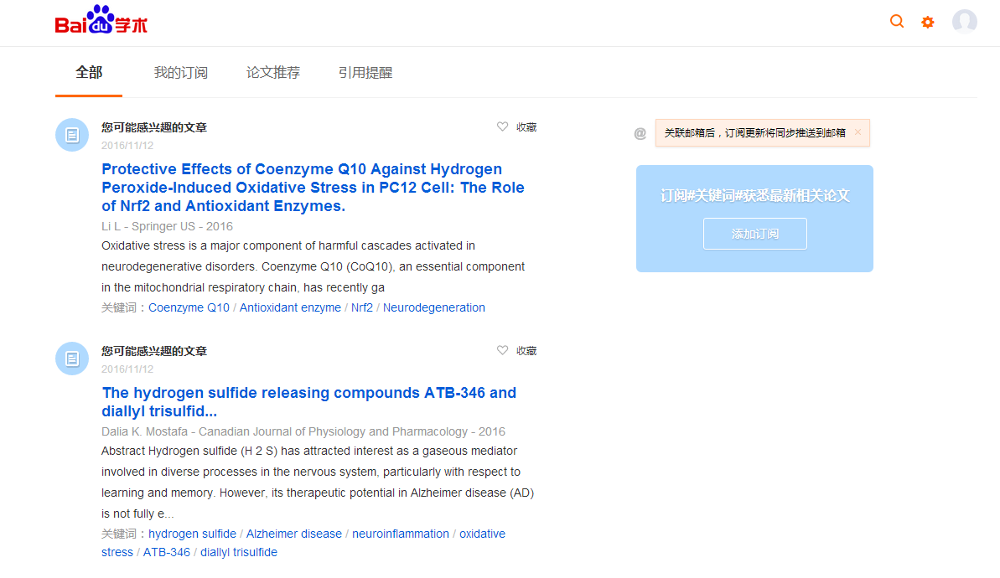 Bai du 学术
全部 我的订阅 论文推荐 引用提醒
您可能感兴趣的文章 收藏
2016/11/12
Protective Effects of Coenzyme Q10 Against Hydrogen
Peroxide-Induced Oxidative Stress in PC12 Cell: The Role
of Nrf2 and Antioxidant Enzymes.
Li L - Springer US - 2016
Oxidative stress is a major component of harmful cascades activated in
neurodegenerative disorders. Coenzyme Q10 (CoQ10), an essential component
in the mitochondrial respiratory chain, has recently ga
关键词：Coenzyme Q10 / Antioxidant enzyme / Nrf2 / Neurodegeneration
您可能感兴趣的文章 收藏
2016/11/12
The hydrogen sulfide releasing compounds ATB-346 and
diallyl trisulfid...
Dalia K. Mostafa - Canadian Journal of Physiology and Pharmacology - 2016
Abstract Hydrogen sulfide (H 2 S) has attracted interest as a gaseous mediator
involved in diverse processes in the nervous system, particularly with respect to
learning and memory. However, its therapeutic potential in Alzheimer disease (AD)
is not fully e...
关键词：hydrogen sulfide / Alzheimer disease / neuroinflammation / oxidative
stress / ATB-346 / diallyl trisulfide
@ 关联邮箱后，订阅更新将同步推送到邮箱 ×
订阅#关键词#获悉最新相关论文
添加订阅